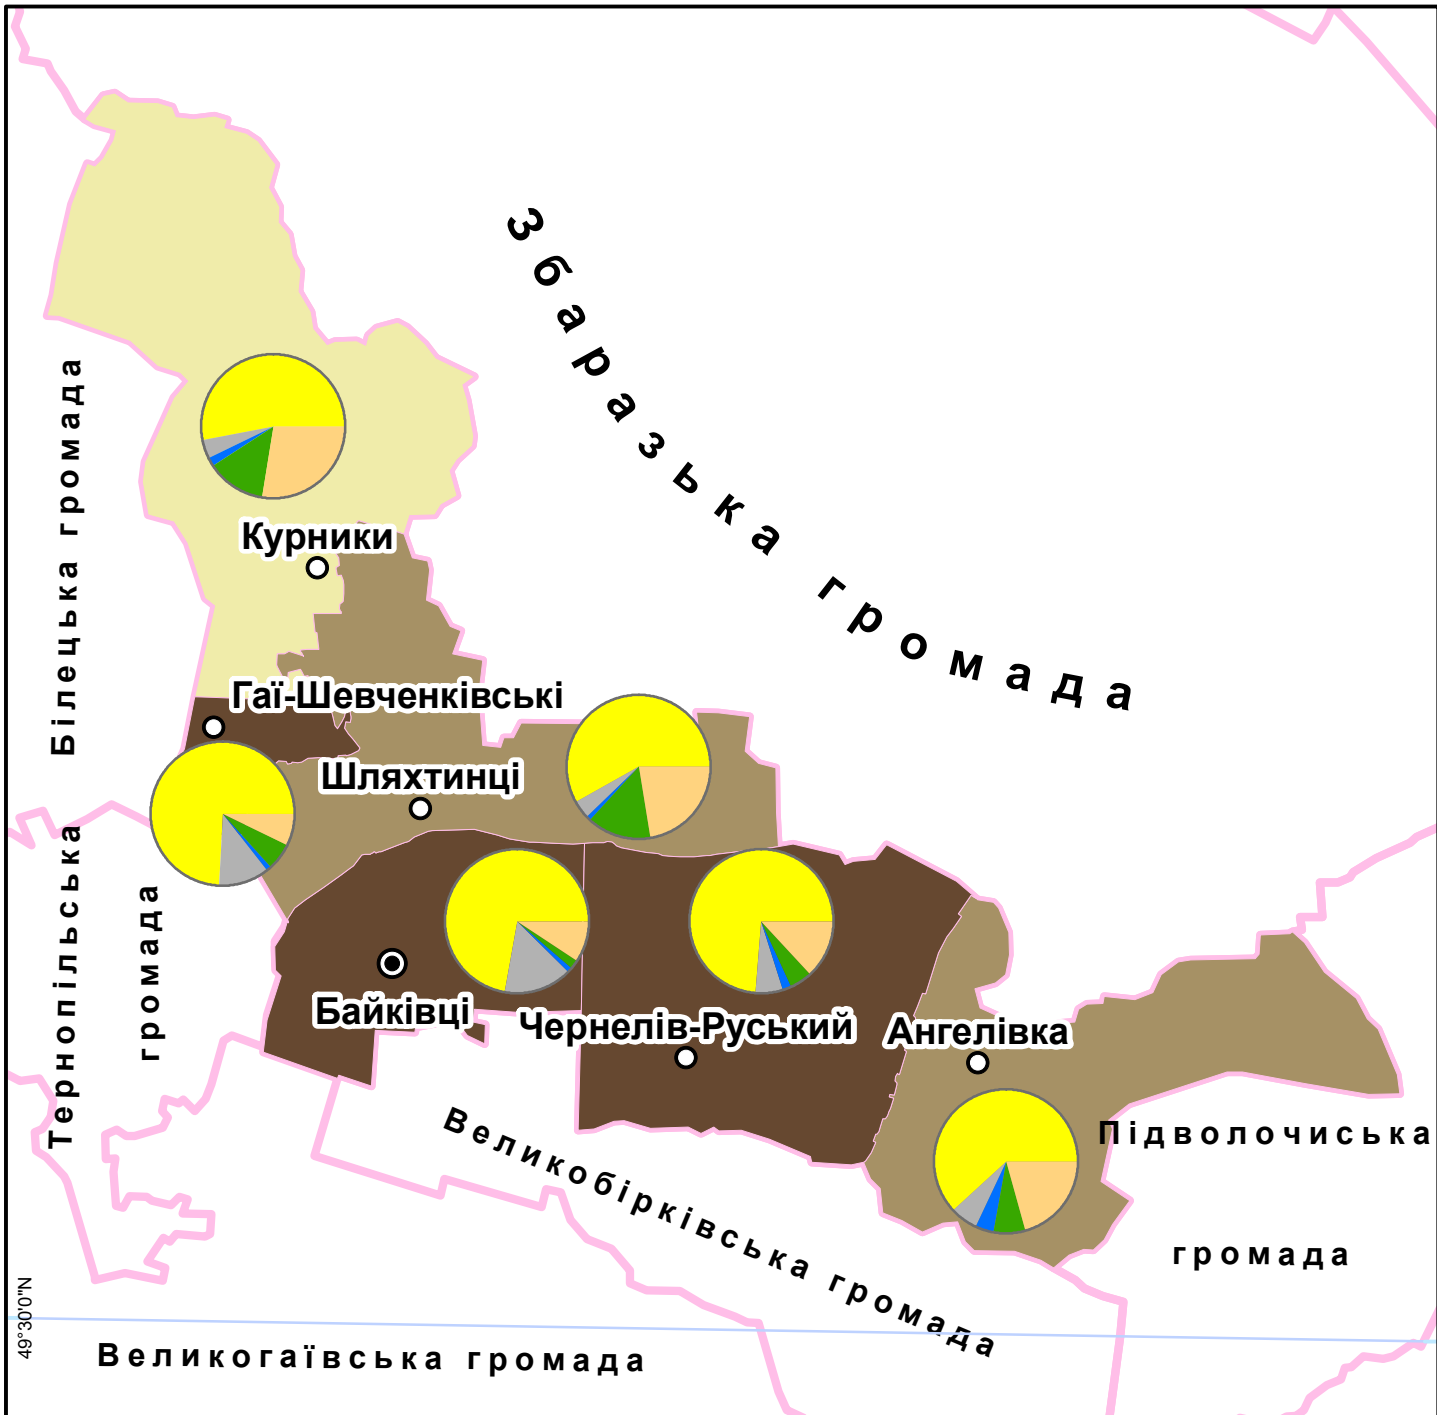 Збаразька громада
Білецька громада
Курники
Гаї-Шевченківські
Шляхтинці
Тернопільська
громада
Байківці
Чернелів-Руський
Ангелівка
Підволочиська
громада
Великобірківська громада
49°30'0"N
Великогаївська громада